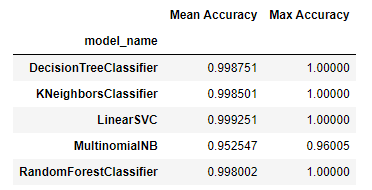 Mean Accuracy Max Accuracy
model_name
DecisionTreeClassifier 0.998751 1.00000
KNeighborsClassifier 0.998501 1.00000
LinearSVC 0.999251 1.00000
MultinomialNB 0.952547 0.96005
RandomForestClassifier 0.998002 1.00000